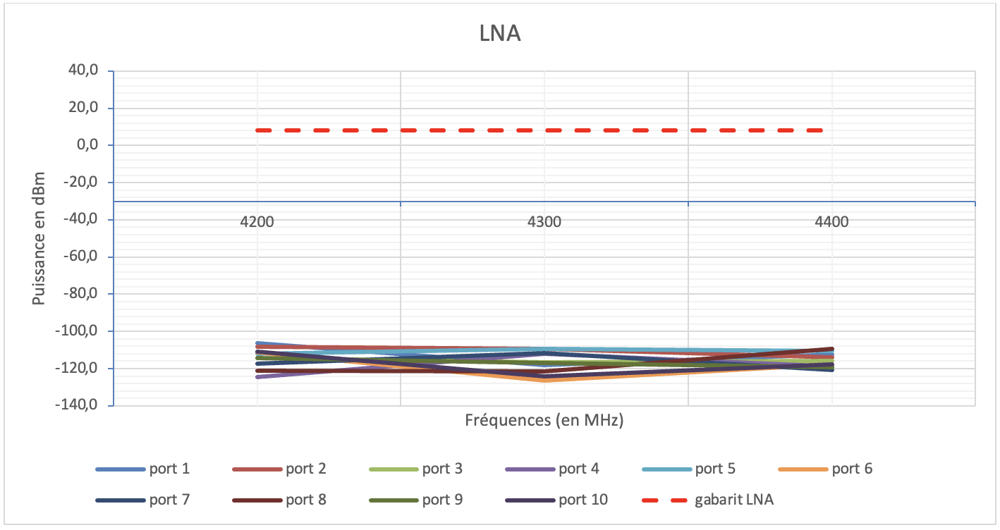 LNA
40,0
20,0
0,0
-20,0
-40,0
-60,0
-80,0
-100,0
-120,0
-140,0
Puissance en dBm
4200 4300 4400
Fréquences (en MHz)
port 1 port 2 port 3 port 4 port 5 port 6
port 7 port 8 port 9 port 10 gabarit LNA